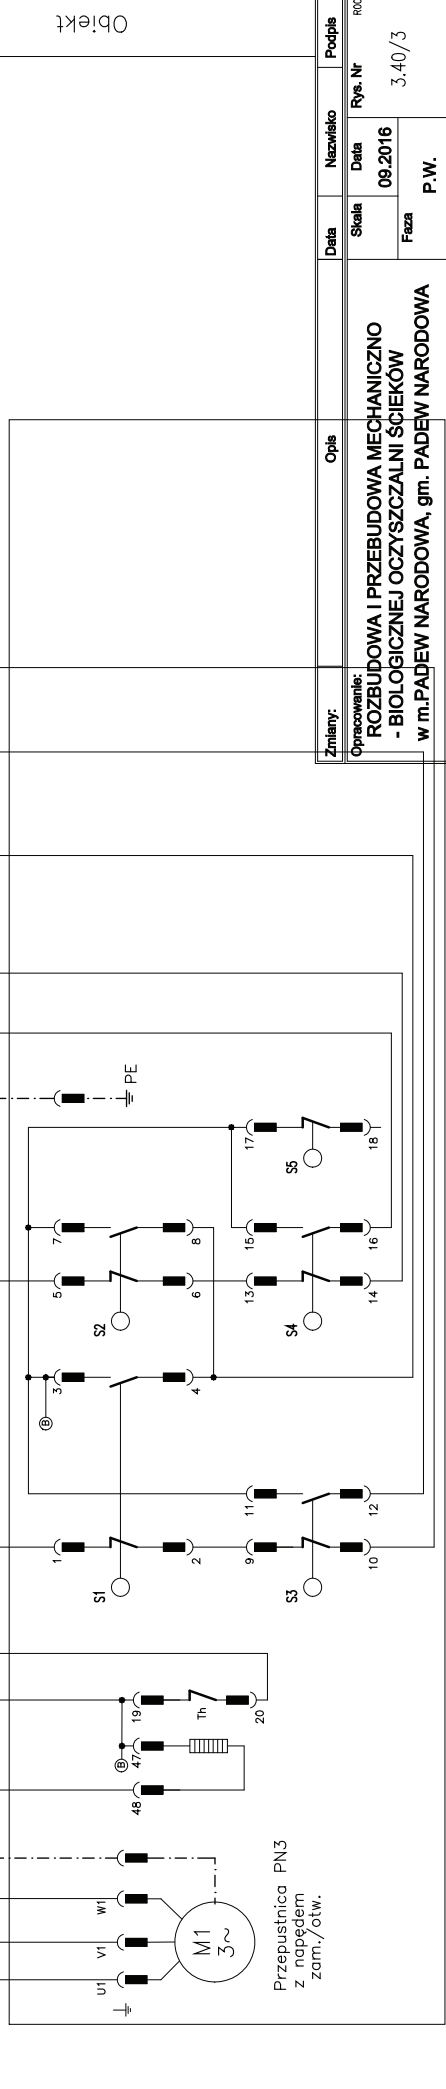 Obiekt
PE
17
18
S5
7
8
15
16
5
6
S2
13
14
S4
3
4
B
11
12
1
2
S1
9
10
S3
19
Th
20
B
47
48
W1
V1
U1
M1
3~
Przepustnica PN3
z napędem
zam./otw.
Zmiany:
Opis
Data
Nazwisko
Podpis
Opracowanie:
ROZBUDOWA I PRZEBUDOWA MECHANICZNO
- BIOLOGICZNEJ OCZYSZCZALNI ŚCIEKÓW
w m.PADEW NARODOWA, gm. PADEW NARODOWA
Skala
Data
09.2016
Rys. Nr
3.40/3
Faza
P.W.